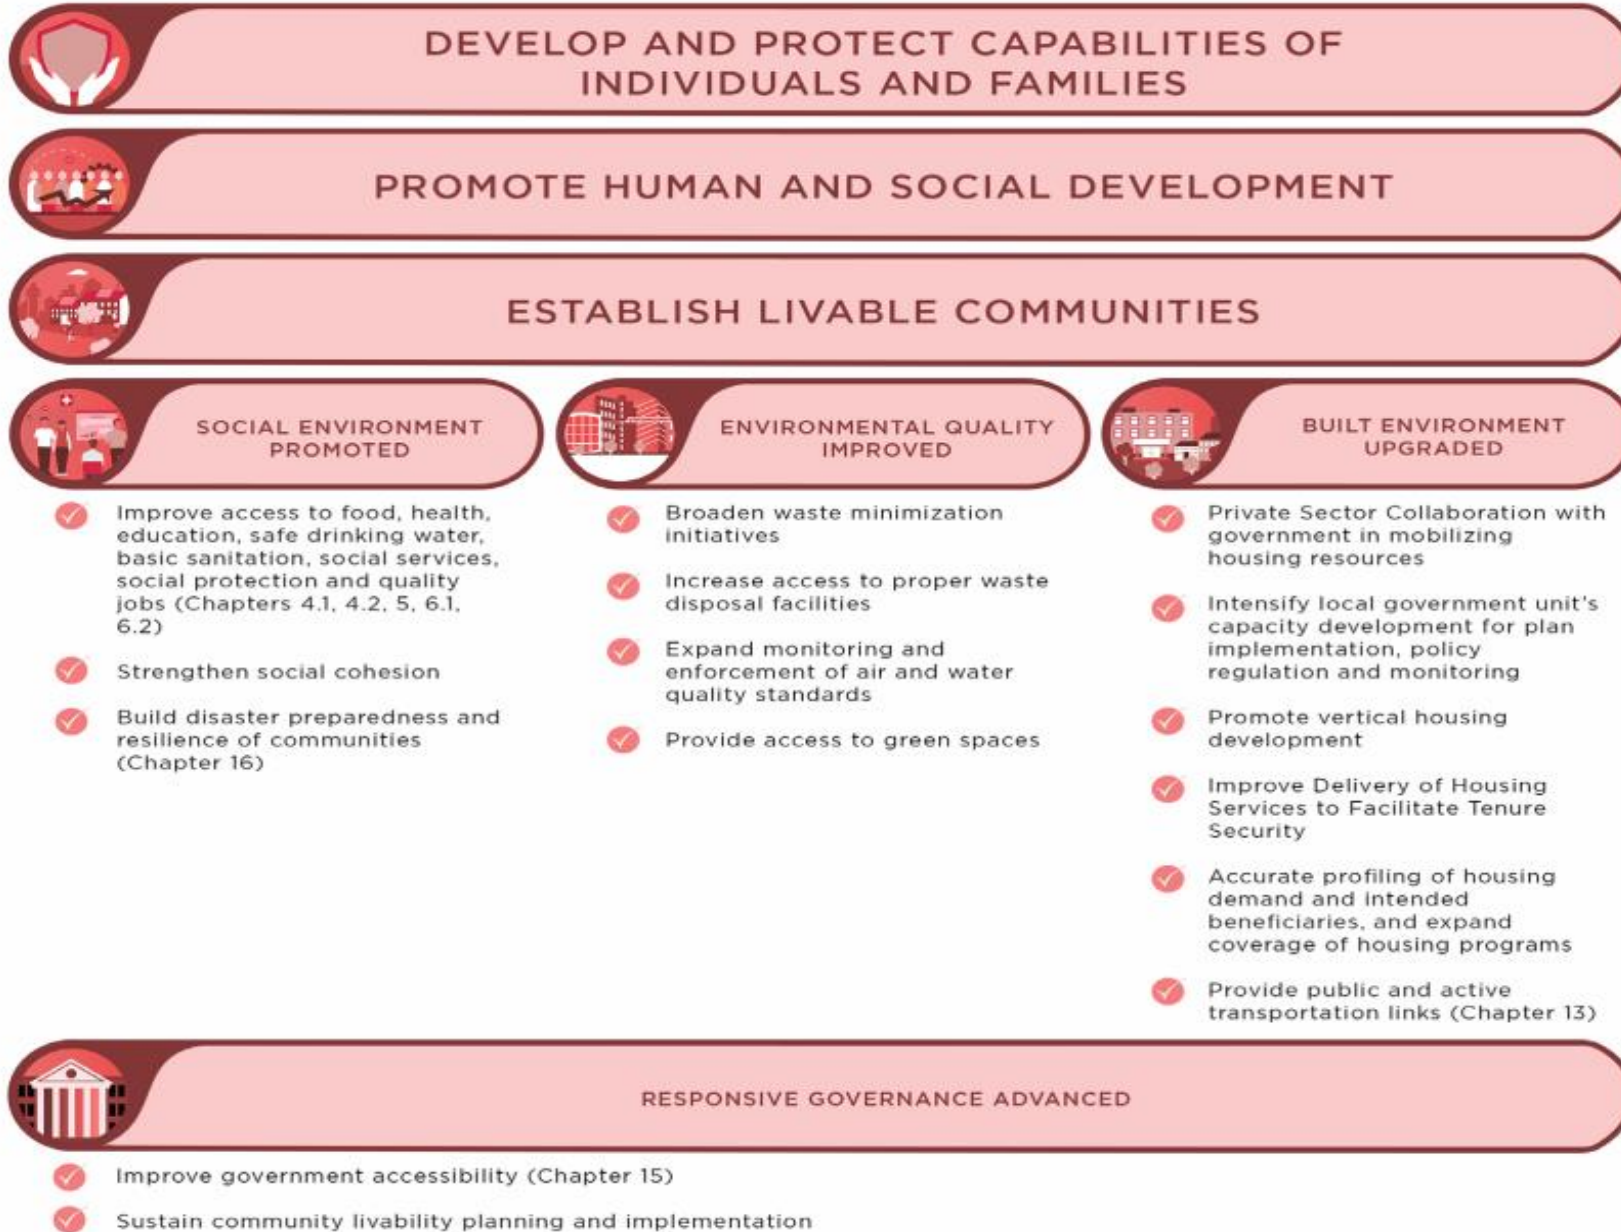 DEVELOP AND PROTECT CAPABILITIES OF
INDIVIDUALS AND FAMILIES
PROMOTE HUMAN AND SOCIAL DEVELOPMENT
ESTABLISH LIVABLE COMMUNITIES
SOCIAL ENVIRONMENT
PROMOTED
Improve access to food, health,
education, safe drinking water,
basic sanitation, social services,
social protection and quality
jobs (Chapters 4.1, 4.2, 5, 6.1,
6.2)
Strengthen social cohesion
Build disaster preparedness and
resilience of communities
(Chapter 16)
ENVIRONMENTAL QUALITY
IMPROVED
Broaden waste minimization
initiatives
Increase access to proper waste
disposal facilities
Expand monitoring and
enforcement of air and water
quality standards
Provide access to green spaces
BUILT ENVIRONMENT
UPGRADED
Private Sector Collaboration with
government in mobilizing
housing resources
Intensify local government unit's
capacity development for plan
implementation, policy
regulation and monitoring
Promote vertical housing
development
Improve Delivery of Housing
Services to Facilitate Tenure
Security
Accurate profiling of housing
demand and intended
beneficiaries, and expand
coverage of housing programs
Provide public and active
transportation links (Chapter 13)
RESPONSIVE GOVERNANCE ADVANCED
Improve government accessibility (Chapter 15)
Sustain community livability planning and implementation